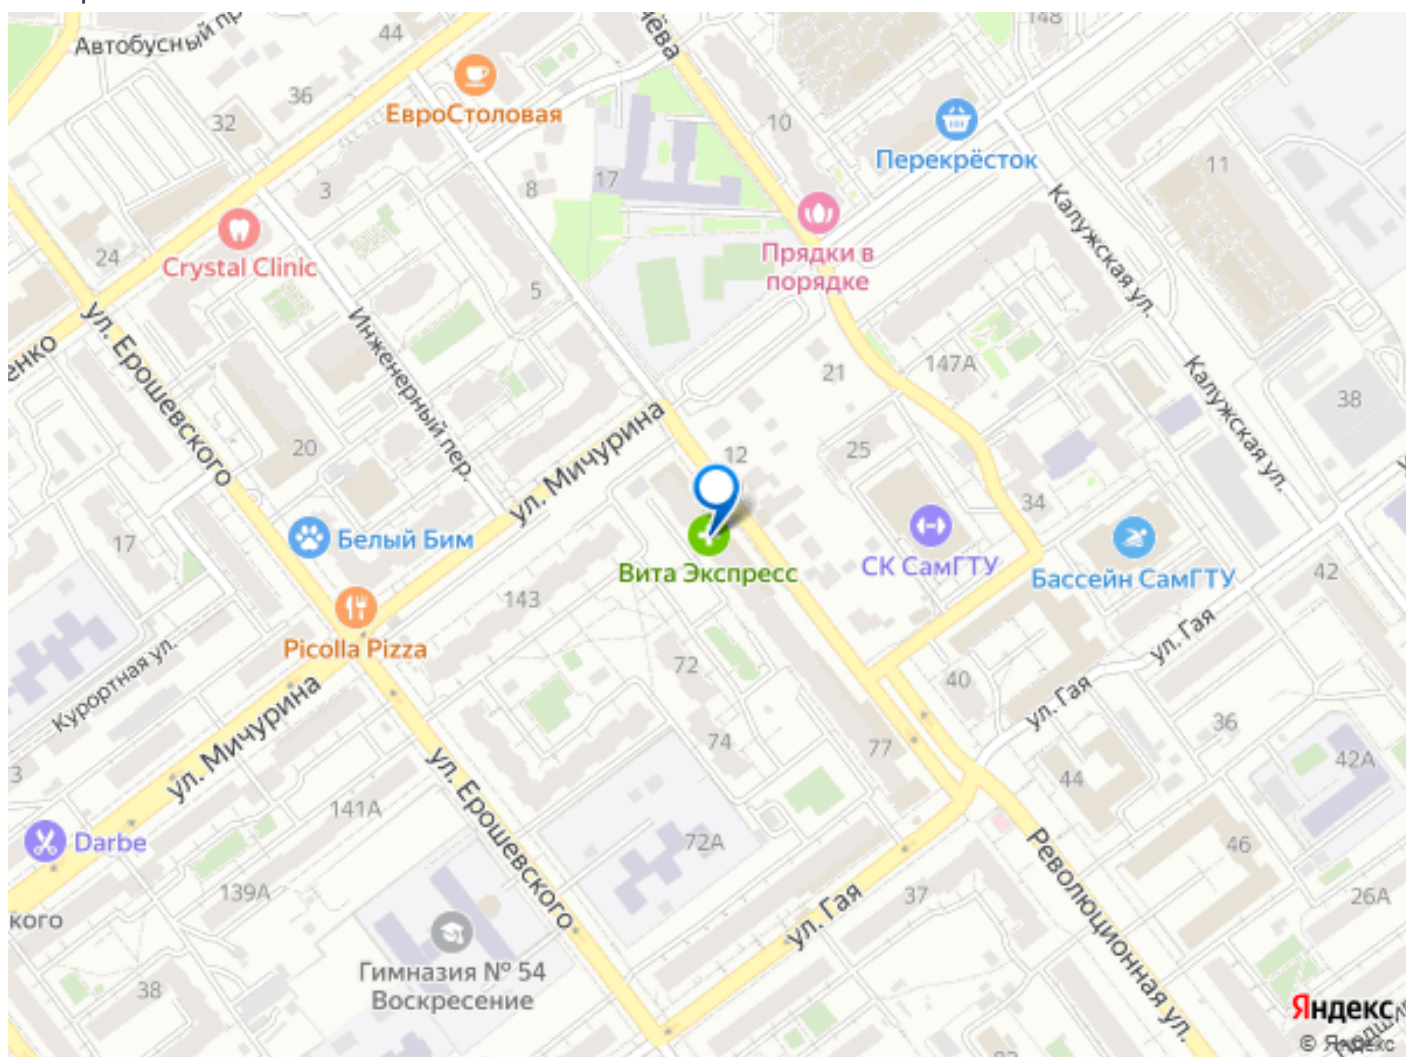 Автобусный пр
44
148
ЕвроСтоловая
36
32
10
Перекрёсток
11
3
8
17
Crystal Clinic
24
Прядки в
порядке
Калужская ул.
5
енко
ул. Ерошевского
Инженерный пер.
21
147А
Калужская ул.
38
20
ул. Мичурина
12
25
34
17
Белый Бим
Вита Экспресс
СК СамГТУ
Бассейн СамГТУ
42
143
Picolla Pizza
Курортная ул.
72
40
ул. Гая
ул. Гая
36
ул. Мичурина
74
77
44
42А
3
141А
ул. Ерошевского
Darbe
72А
46
139А
37
26А
кого
ул. Гая
Революционная ул.
Гимназия № 54
Воскресение
38
Яндекс
© Яндекс